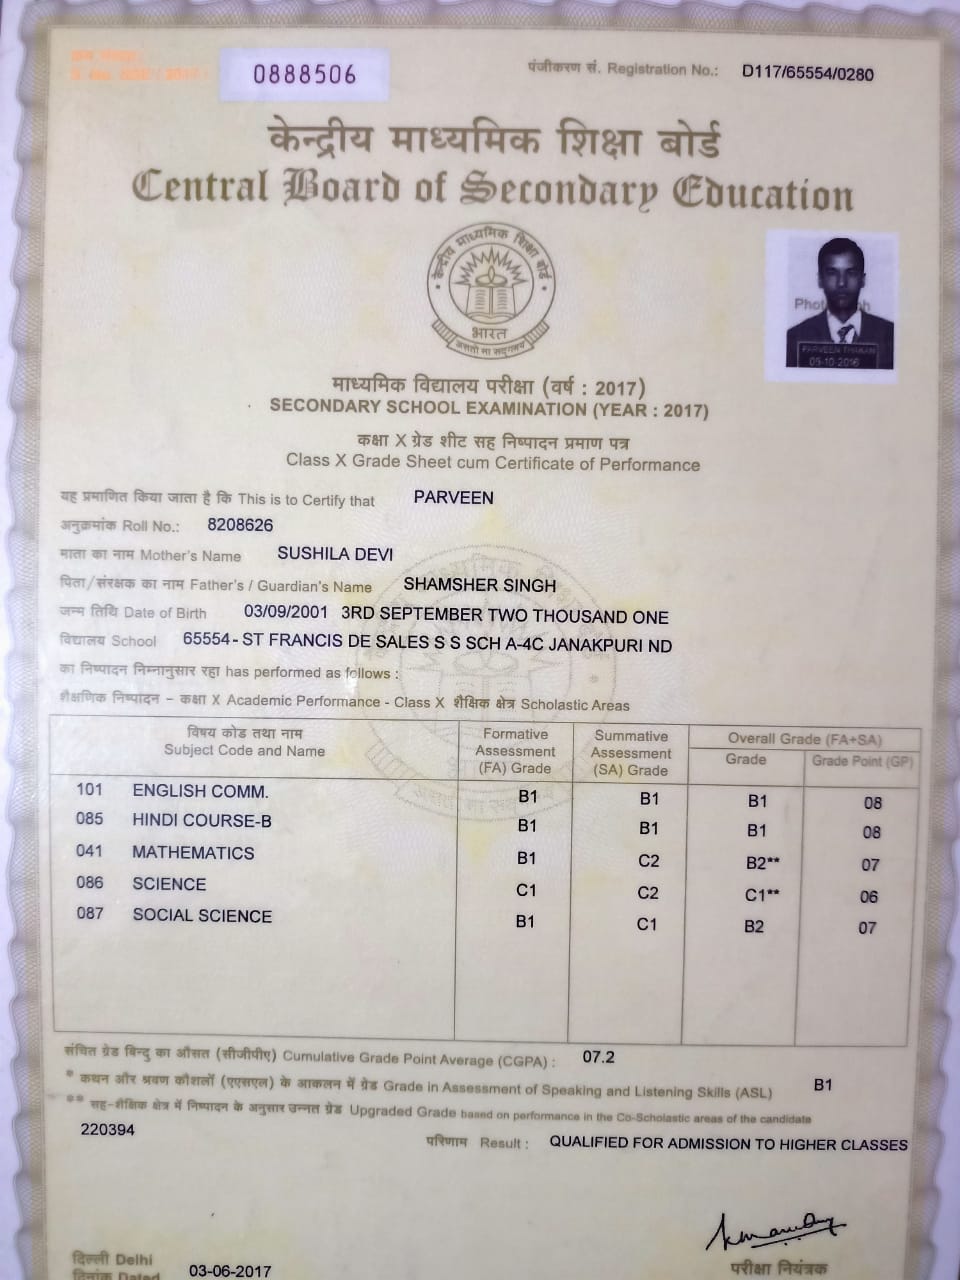 S. No. SSE / 2017 /
0888506
पंजीकरण सं. Registration No.: D117/65554/0280
केन्द्रीय माध्यमिक शिक्षा बोर्ड
Central Board of Secondary Education
केन्द्रीय माध्यमिक शिक्षा बोर्ड
भारत
असतो मा सद्गमय
PARVEEN THAKAN
05-10-2016
माध्यमिक विद्यालय परीक्षा (वर्ष : 2017)
SECONDARY SCHOOL EXAMINATION (YEAR : 2017)
कक्षा X ग्रेड शीट सह निष्पादन प्रमाण पत्र
Class X Grade Sheet cum Certificate of Performance
यह प्रमाणित किया जाता है कि This is to Certify that PARVEEN
अनुक्रमांक Roll No.: 8208626
माता का नाम Mother's Name SUSHILA DEVI
पिता/संरक्षक का नाम Father's / Guardian's Name SHAMSHER SINGH
जन्म तिथि Date of Birth 03/09/2001 3RD SEPTEMBER TWO THOUSAND ONE
विद्यालय School 65554- ST FRANCIS DE SALES S S SCH A-4C JANAKPURI ND
का निष्पादन निम्नानुसार रहा has performed as follows :
शैक्षणिक निष्पादन – कक्षा X Academic Performance - Class X शैक्षिक क्षेत्र Scholastic Areas
विषय कोड तथा नाम
Subject Code and Name
Formative Assessment (FA) Grade
Summative Assessment (SA) Grade
Overall Grade (FA+SA)
Grade Grade Point (GP)
101 ENGLISH COMM. B1 B1 B1 08
085 HINDI COURSE-B B1 B1 B1 08
041 MATHEMATICS B1 C2 B2** 07
086 SCIENCE C1 C2 C1** 06
087 SOCIAL SCIENCE B1 C1 B2 07
संचित ग्रेड बिन्दु का औसत (सीजीपीए) Cumulative Grade Point Average (CGPA) : 07.2
* कथन और श्रवण कौशलों (एएसएल) के आकलन में ग्रेड Grade in Assessment of Speaking and Listening Skills (ASL) B1
** सह-शैक्षिक क्षेत्र में निष्पादन के अनुसार उन्नत ग्रेड Upgraded Grade based on performance in the Co-Scholastic areas of the candidate
220394
परिणाम Result : QUALIFIED FOR ADMISSION TO HIGHER CLASSES
दिल्ली Delhi
दिनांक Dated 03-06-2017
परीक्षा नियंत्रक